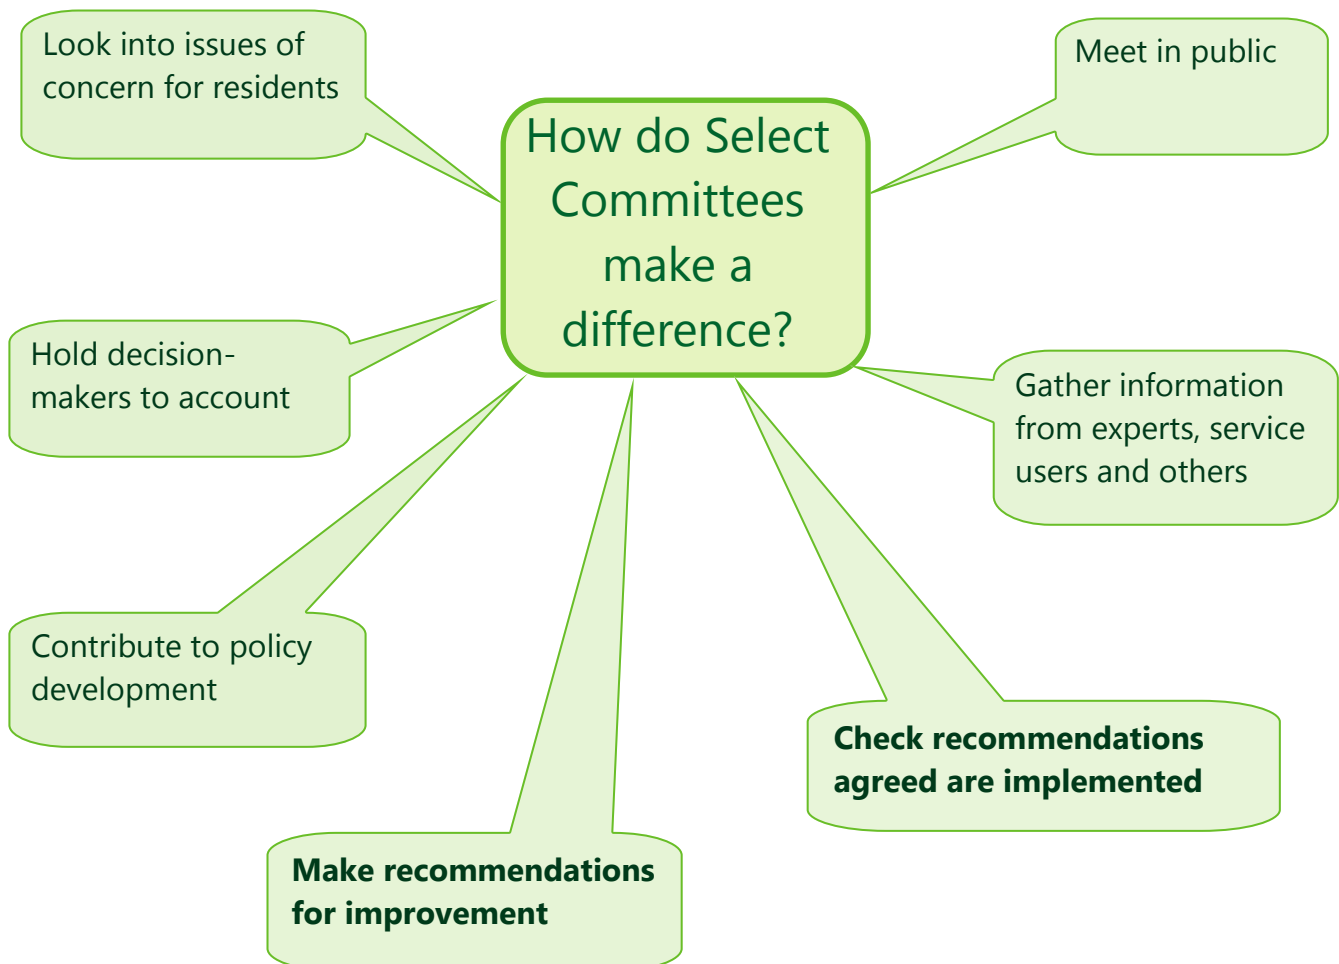 Look into issues of
concern for residents
Meet in public
How do Select
Committees
make a
difference?
Hold decision-
makers to account
Gather information
from experts, service
users and others
Contribute to policy
development
Check recommendations
agreed are implemented
Make recommendations
for improvement